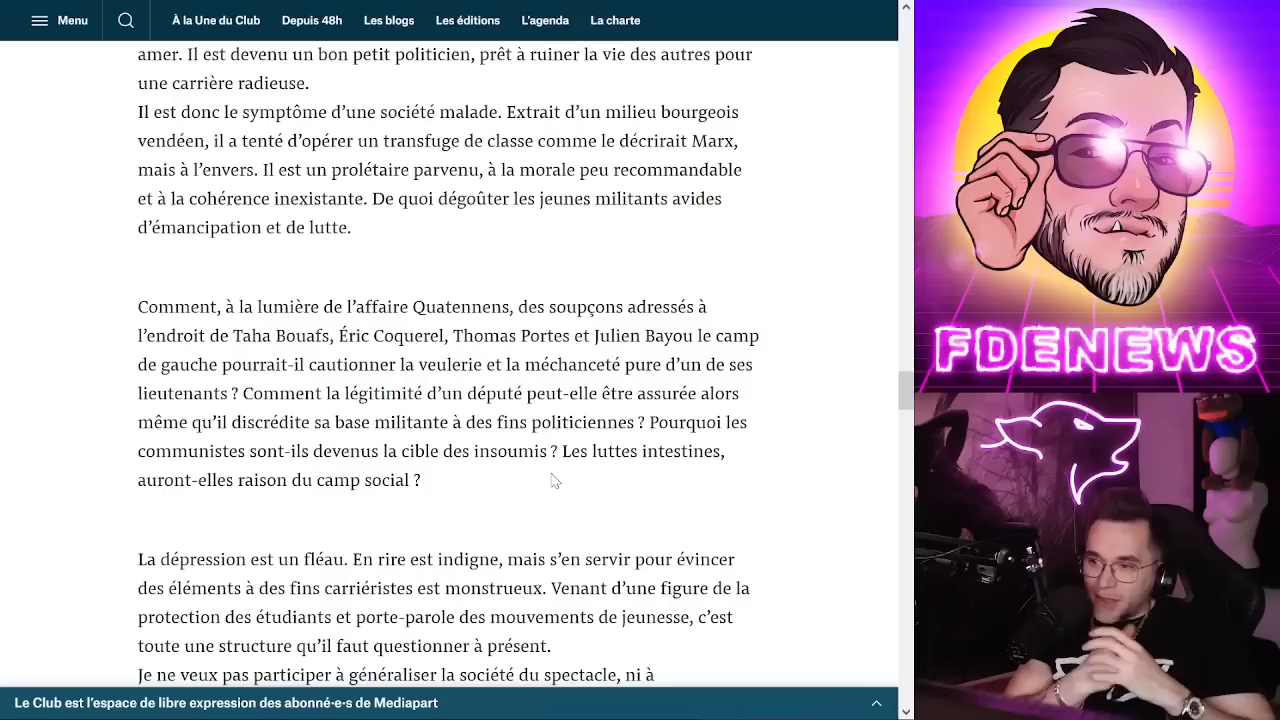 Menu
À la Une du Club
Depuis 48h
Les blogs
Les éditions
L’agenda
La charte
amer. Il est devenu un bon petit politicien, prêt à ruiner la vie des autres pour
une carrière radieuse.
Il est donc le symptôme d’une société malade. Extrait d’un milieu bourgeois
vendéen, il a tenté d’opérer un transfuge de classe comme le décrirait Marx,
mais à l’envers. Il est un prolétaire parvenu, à la morale peu recommandable
et à la cohérence inexistante. De quoi dégoûter les jeunes militants avides
d’émancipation et de lutte.
Comment, à la lumière de l’affaire Quatennens, des soupçons adressés à
l’endroit de Taha Bouafs, Éric Coquerel, Thomas Portes et Julien Bayou le camp
de gauche pourrait-il cautionner la veulerie et la méchanceté pure d’un de ses
lieutenants ? Comment la légitimité d’un député peut-elle être assurée alors
même qu’il discrédite sa base militante à des fins politiciennes ? Pourquoi les
communistes sont-ils devenus la cible des insoumis ? Les luttes intestines,
auront-elles raison du camp social ?
La dépression est un fléau. En rire est indigne, mais s’en servir pour évincer
des éléments à des fins carriéristes est monstrueux. Venant d’une figure de la
protection des étudiants et porte-parole des mouvements de jeunesse, c’est
toute une structure qu’il faut questionner à présent.
Je ne veux pas participer à généraliser la société du spectacle, ni à
Le Club est l’espace de libre expression des abonné·e·s de Mediapart
FDENEWS